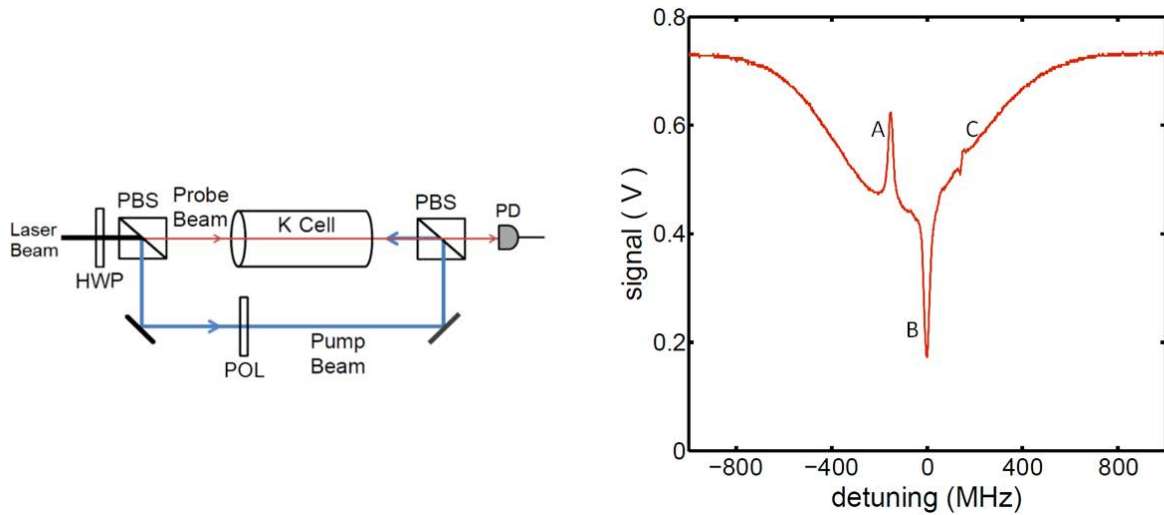 PBS
Probe
Beam
K Cell
PBS
PD
Laser
Beam
HWP
POL
Pump
Beam
0.8
0.6
0.4
0.2
0
signal ( V )
A
B
C
−800
−400
0
400
800
detuning (MHz)